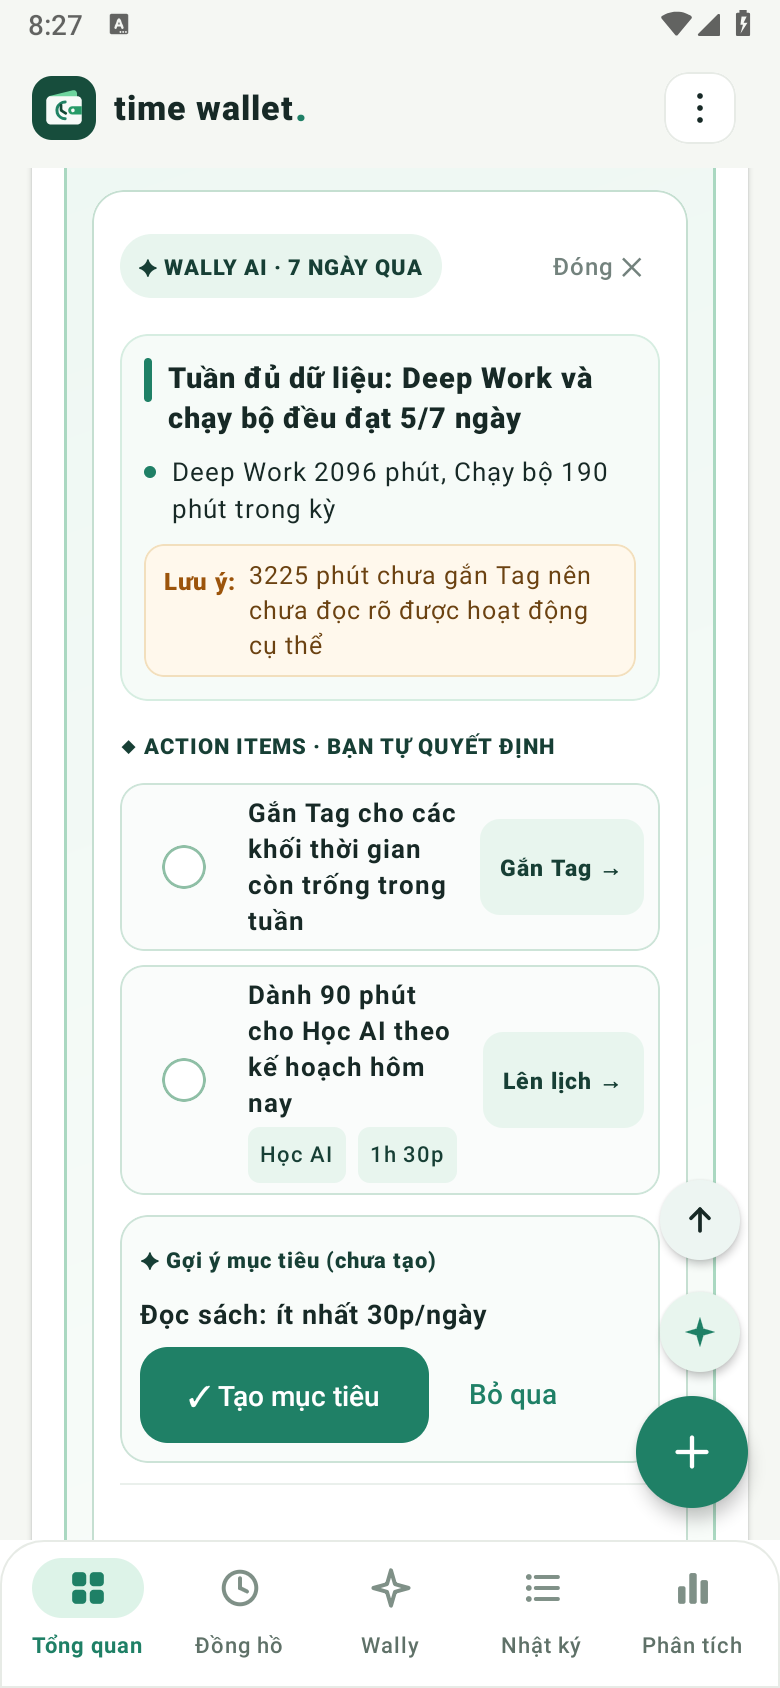 8:27
A
time wallet.
WALLY AI · 7 NGÀY QUA
Đóng
Tuần đủ dữ liệu: Deep Work và
chạy bộ đều đạt 5/7 ngày
Deep Work 2096 phút, Chạy bộ 190
phút trong kỳ
Lưu ý: 3225 phút chưa gắn Tag nên
chưa đọc rõ được hoạt động
cụ thể
ACTION ITEMS · BẠN TỰ QUYẾT ĐỊNH
Gắn Tag cho các
khối thời gian
còn trống trong
tuần
Gắn Tag →
Dành 90 phút
cho Học AI theo
kế hoạch hôm
nay
Học AI 1h 30p
Lên lịch →
Gợi ý mục tiêu (chưa tạo)
Đọc sách: ít nhất 30p/ngày
✓ Tạo mục tiêu
Bỏ qua
Tổng quan
Đồng hồ
Wally
Nhật ký
Phân tích